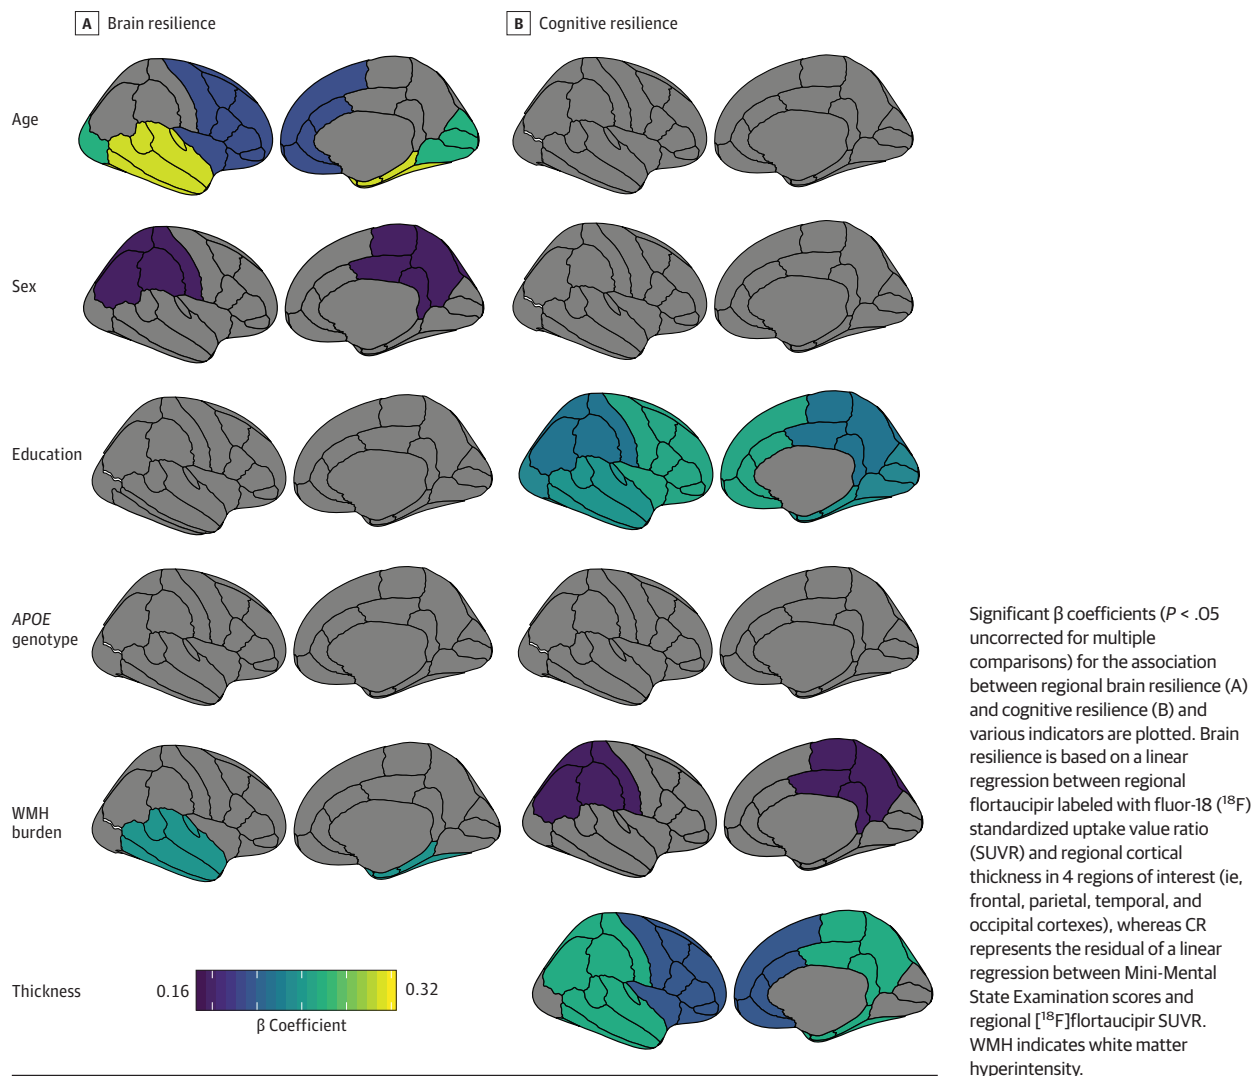 A Brain resilience
B Cognitive resilience
Age
Sex
Education
APOE
genotype
WMH
burden
Thickness
0.16
0.32
β Coefficient
Significant β coefficients (P < .05
uncorrected for multiple
comparisons) for the association
between regional brain resilience (A)
and cognitive resilience (B) and
various indicators are plotted. Brain
resilience is based on a linear
regression between regional
flortaucipir labeled with fluor-18 (¹⁸F)
standardized uptake value ratio
(SUVR) and regional cortical
thickness in 4 regions of interest (ie,
frontal, parietal, temporal, and
occipital cortexes), whereas CR
represents the residual of a linear
regression between Mini-Mental
State Examination scores and
regional [¹⁸F]flortaucipir SUVR.
WMH indicates white matter
hyperintensity.